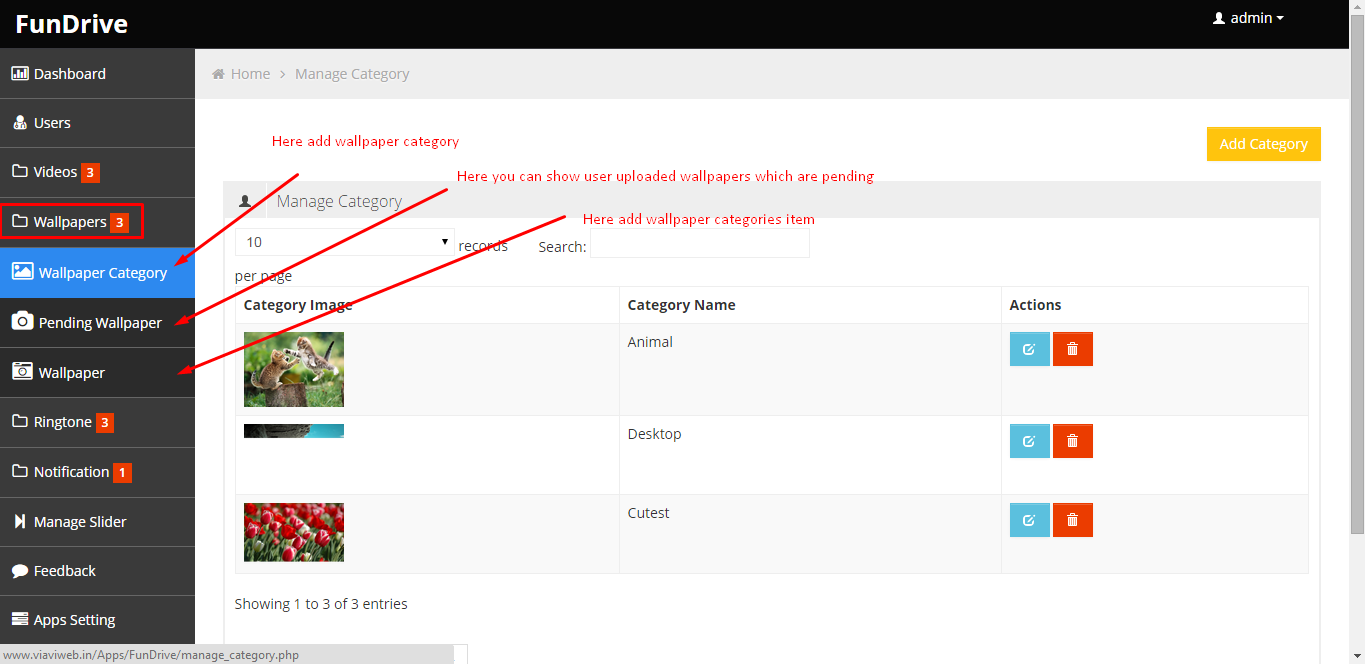 FunDrive
admin
Dashboard
Home > Manage Category
Users
Here add wallpaper category
Add Category
Videos 3
Here you can show user uploaded wallpapers which are pending
Manage Category
Wallpapers 3
Here add wallpaper categories item
10 records
Search:
per page
Wallpaper Category
Pending Wallpaper
Wallpaper
Ringtone 3
Notification 1
Manage Slider
Feedback
Apps Setting
Category Image Category Name Actions
Animal
Desktop
Cutest
Showing 1 to 3 of 3 entries
www.viaviweb.in/Apps/FunDrive/manage_category.php